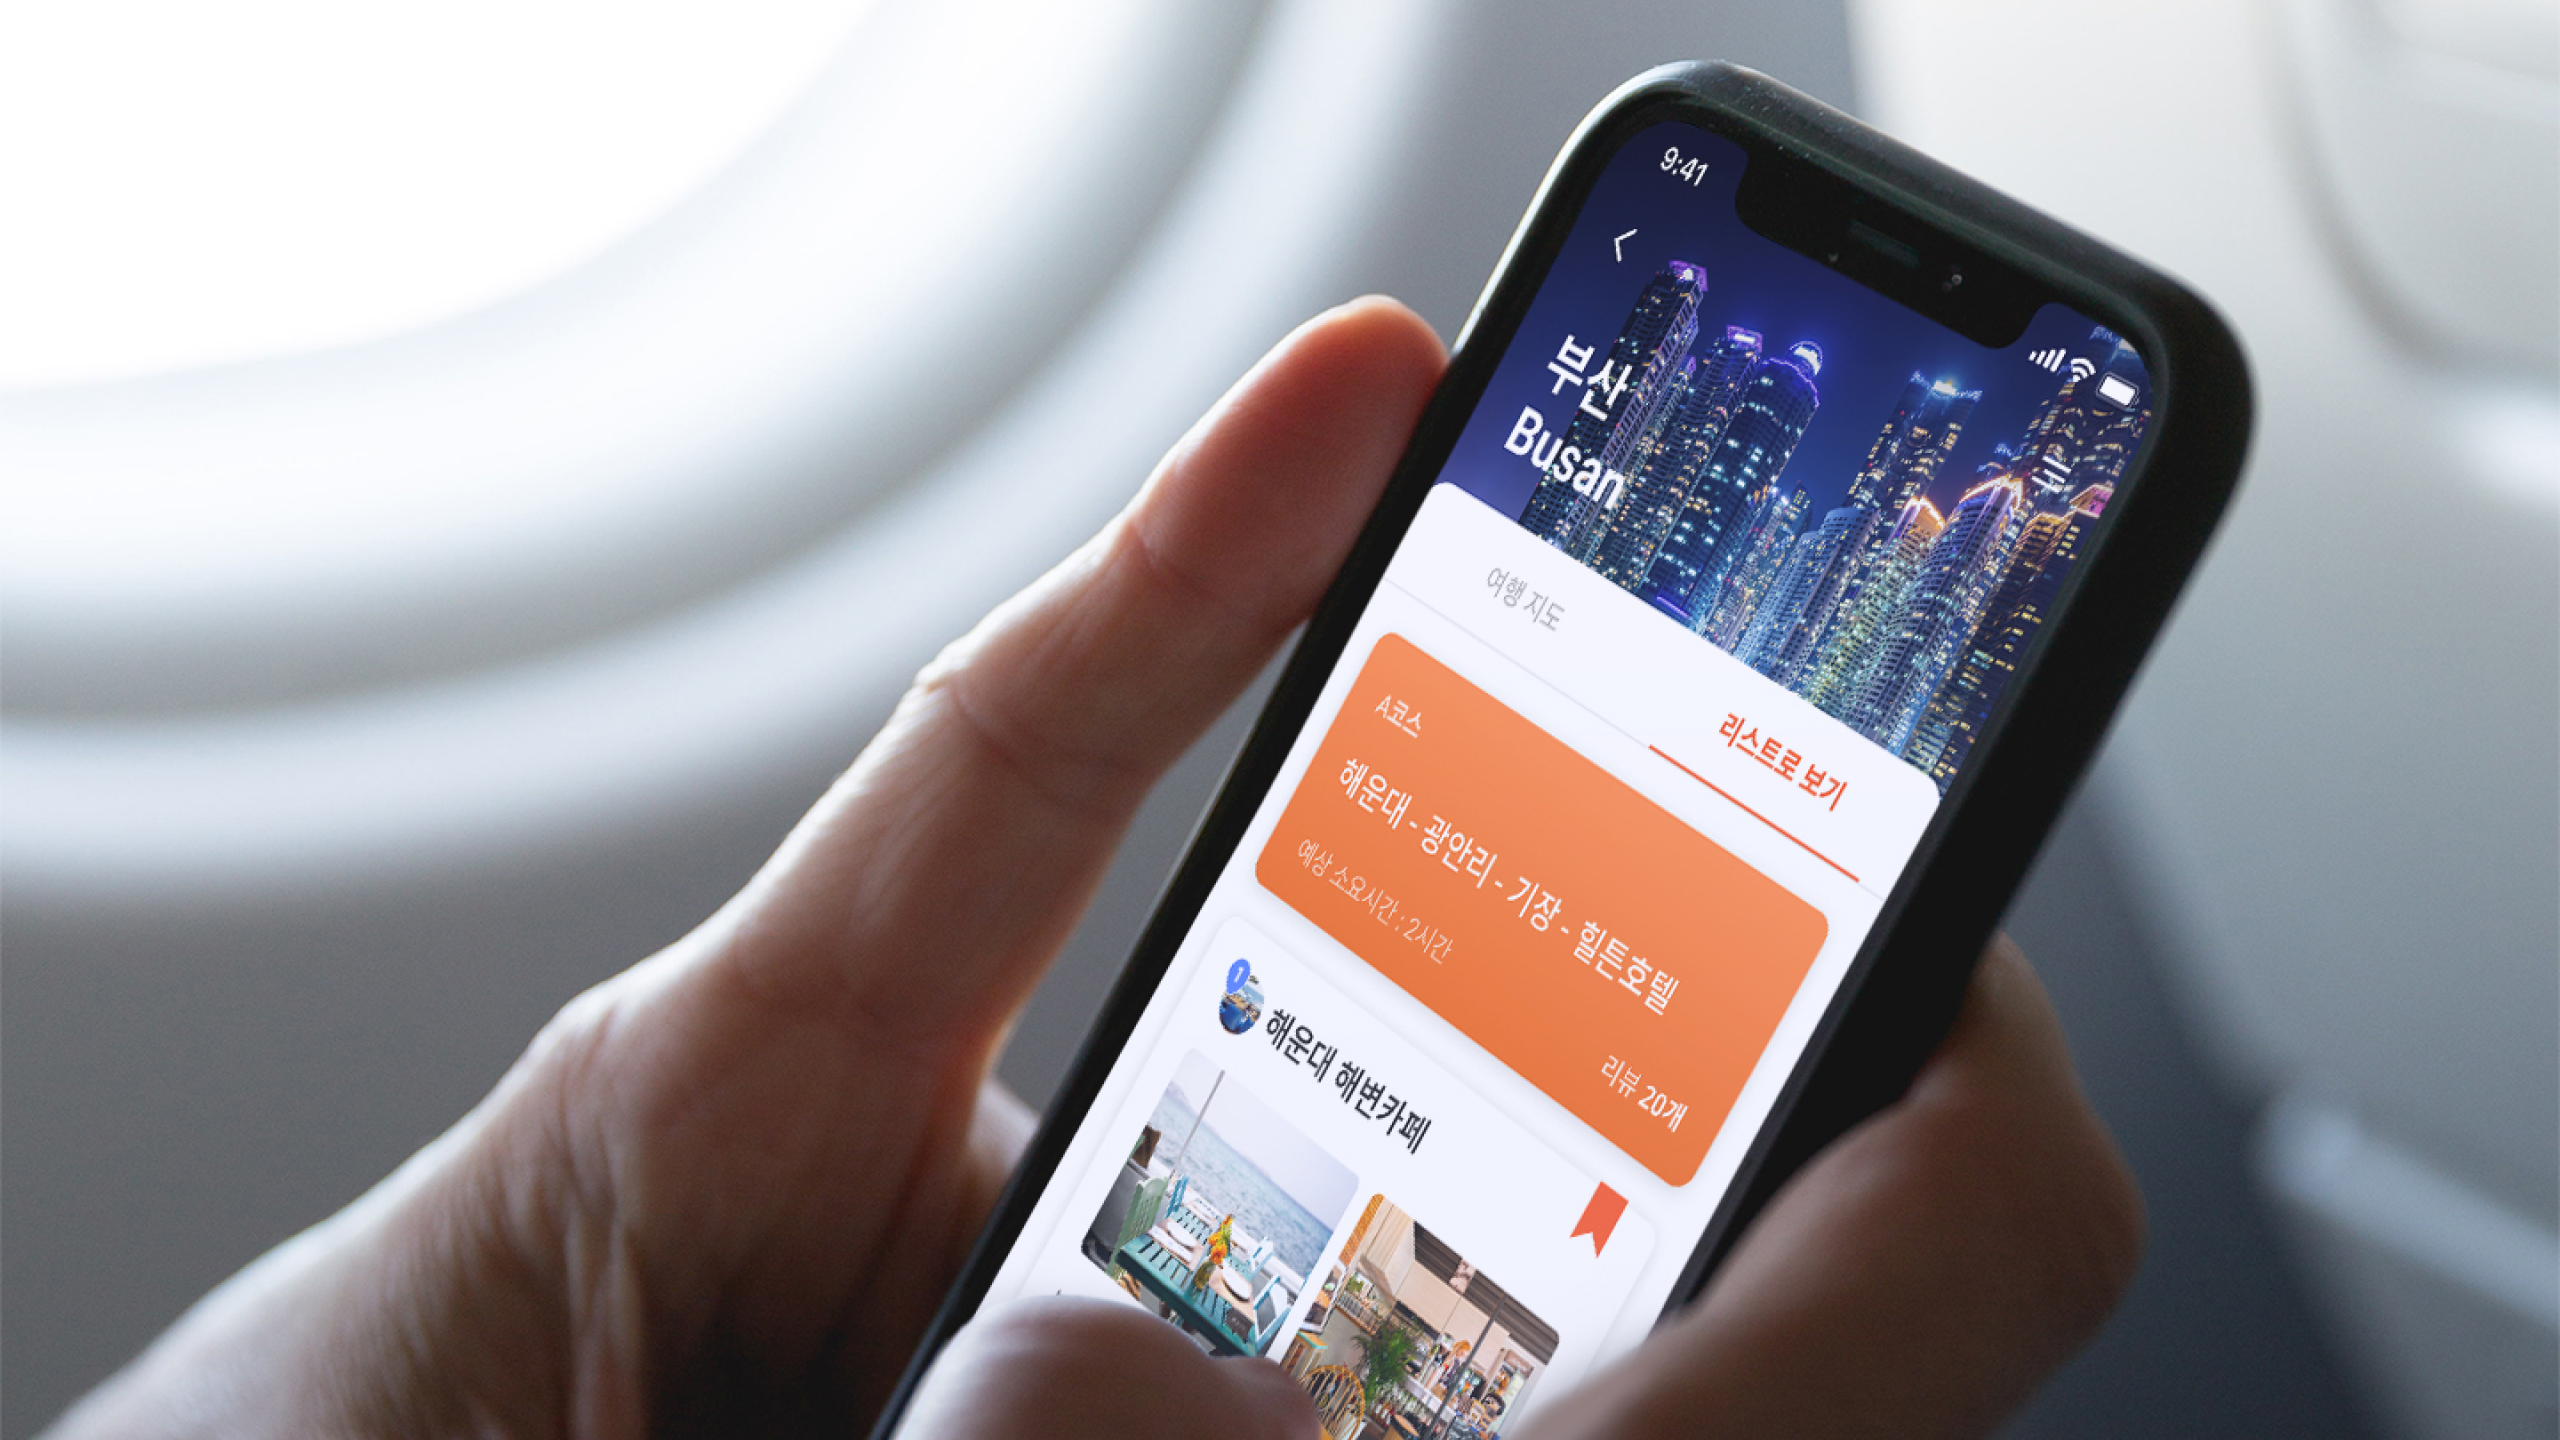 9:41
부산
Busan
여행 지도
리스트로 보기
A코스
해운대 - 광안리 - 기장 - 힐튼호텔
예상 소요시간 : 2시간
리뷰 20개
1
해운대 해변카페